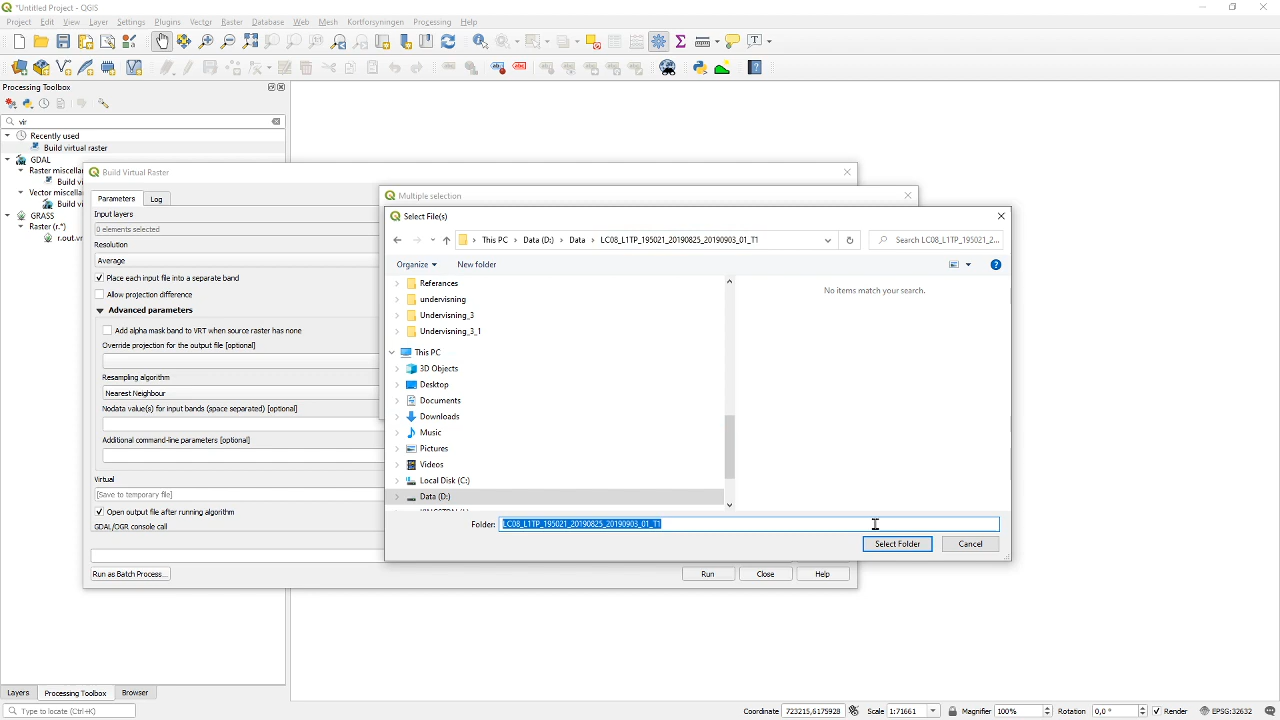 *Untitled Project - QGIS
Project Edit View Layer Settings Plugins Vector Raster Database Web Mesh Kortforsyningen Processing Help
Processing Toolbox
vir
Recently used
Build virtual raster
GDAL
Raster miscella
Build vi
Vector miscella
Build vi
GRASS
Raster (r.*)
r.out.vr
Build Virtual Raster
Parameters Log
Input layers
0 elements selected
Resolution
Average
Place each input file into a separate band
Allow projection difference
Advanced parameters
Add alpha mask band to VRT when source raster has none
Override projection for the output file [optional]
Resampling algorithm
Nearest Neighbour
Nodata value(s) for input bands (space separated) [optional]
Additional command-line parameters [optional]
Virtual
[Save to temporary file]
Open output file after running algorithm
GDAL/OGR console call
Run as Batch Process... Run Close Help
Multiple selection
Select File(s)
This PC > Data (D:) > Data > LC08_L1TP_195021_20190825_20190903_01_T1
Search LC08_L1TP_195021_2...
Organize New folder
References
undervisning
Undervisning_3
Undervisning_3_1
This PC
3D Objects
Desktop
Documents
Downloads
Music
Pictures
Videos
Local Disk (C:)
Data (D:)
No items match your search.
Folder: LC08_L1TP_195021_20190825_20190903_01_T1
Select Folder Cancel
Layers Processing Toolbox Browser
Type to locate (Ctrl+K) Coordinate 723215,6175928 Scale 1:71661 Magnifier 100% Rotation 0,0 ° Render EPSG:32632